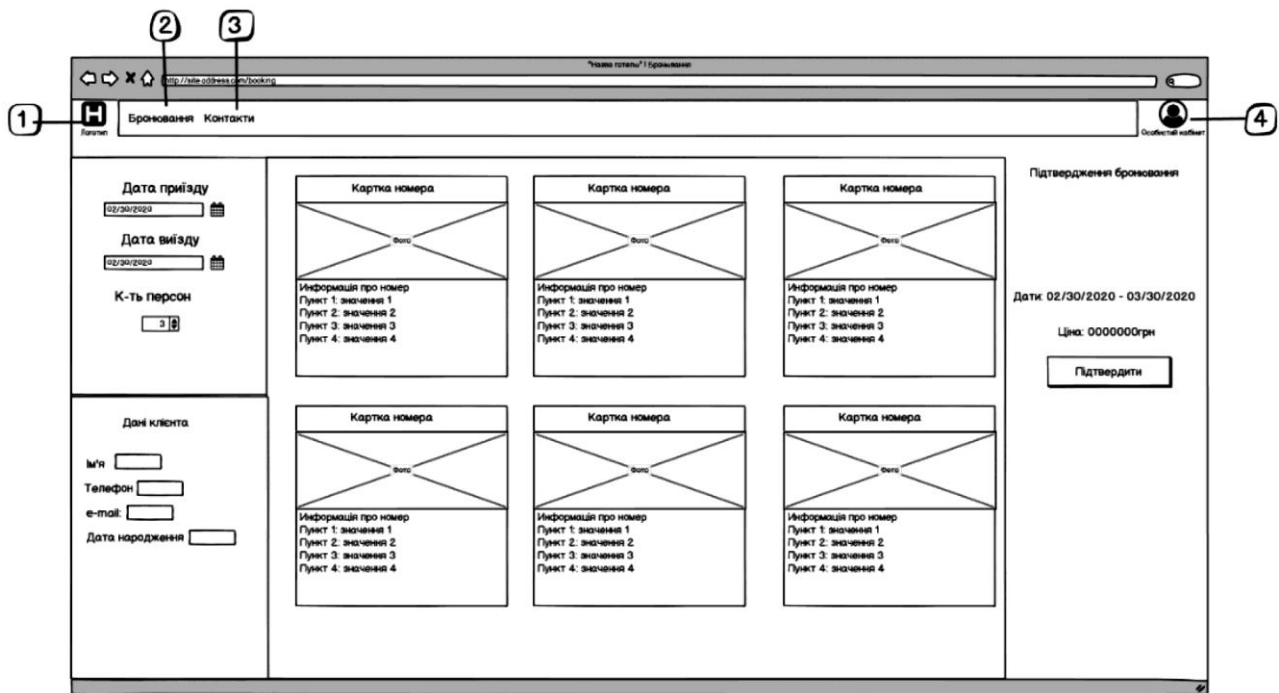 2
3
"Назва готелю" | Бронювання
http://site-address.com/booking
1
Логотип
Бронювання Контакти
Особистий кабінет
4
Дата приїзду
02/30/2020
Дата виїзду
02/30/2020
К-ть персон
3
Дані клієнта
Ім'я
Телефон
e-mail:
Дата народження
Картка номера
Фото
Информація про номер
Пункт 1: значення 1
Пункт 2: значення 2
Пункт 3: значення 3
Пункт 4: значення 4
Картка номера
Фото
Информація про номер
Пункт 1: значення 1
Пункт 2: значення 2
Пункт 3: значення 3
Пункт 4: значення 4
Картка номера
Фото
Информація про номер
Пункт 1: значення 1
Пункт 2: значення 2
Пункт 3: значення 3
Пункт 4: значення 4
Картка номера
Фото
Информація про номер
Пункт 1: значення 1
Пункт 2: значення 2
Пункт 3: значення 3
Пункт 4: значення 4
Картка номера
Фото
Информація про номер
Пункт 1: значення 1
Пункт 2: значення 2
Пункт 3: значення 3
Пункт 4: значення 4
Картка номера
Фото
Информація про номер
Пункт 1: значення 1
Пункт 2: значення 2
Пункт 3: значення 3
Пункт 4: значення 4
Підтвердження бронювання
Дати: 02/30/2020 - 03/30/2020
Ціна: 0000000грн
Підтвердити